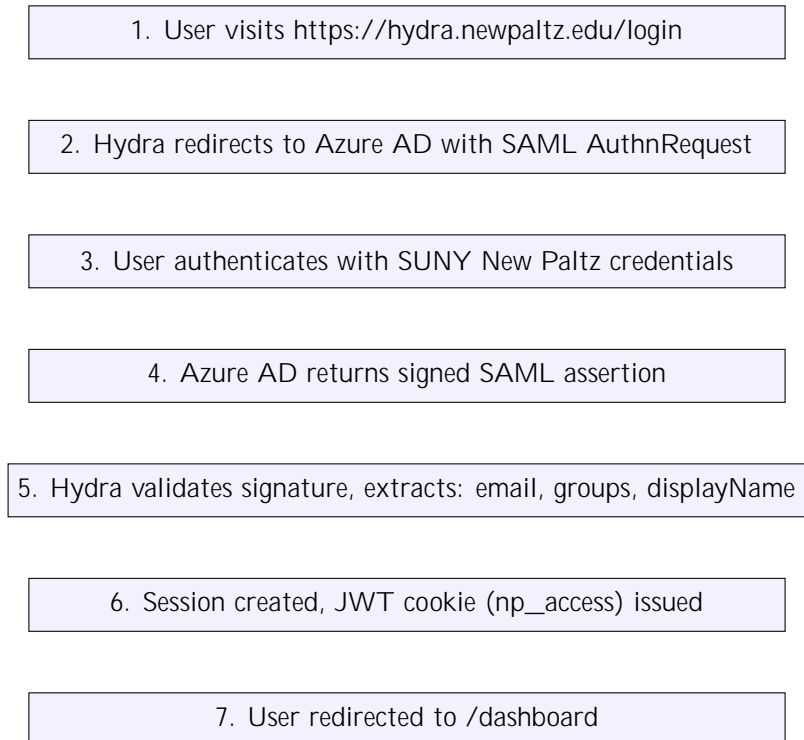 1. User visits https://hydra.newpaltz.edu/login
2. Hydra redirects to Azure AD with SAML AuthnRequest
3. User authenticates with SUNY New Paltz credentials
4. Azure AD returns signed SAML assertion
5. Hydra validates signature, extracts: email, groups, displayName
6. Session created, JWT cookie (np_access) issued
7. User redirected to /dashboard